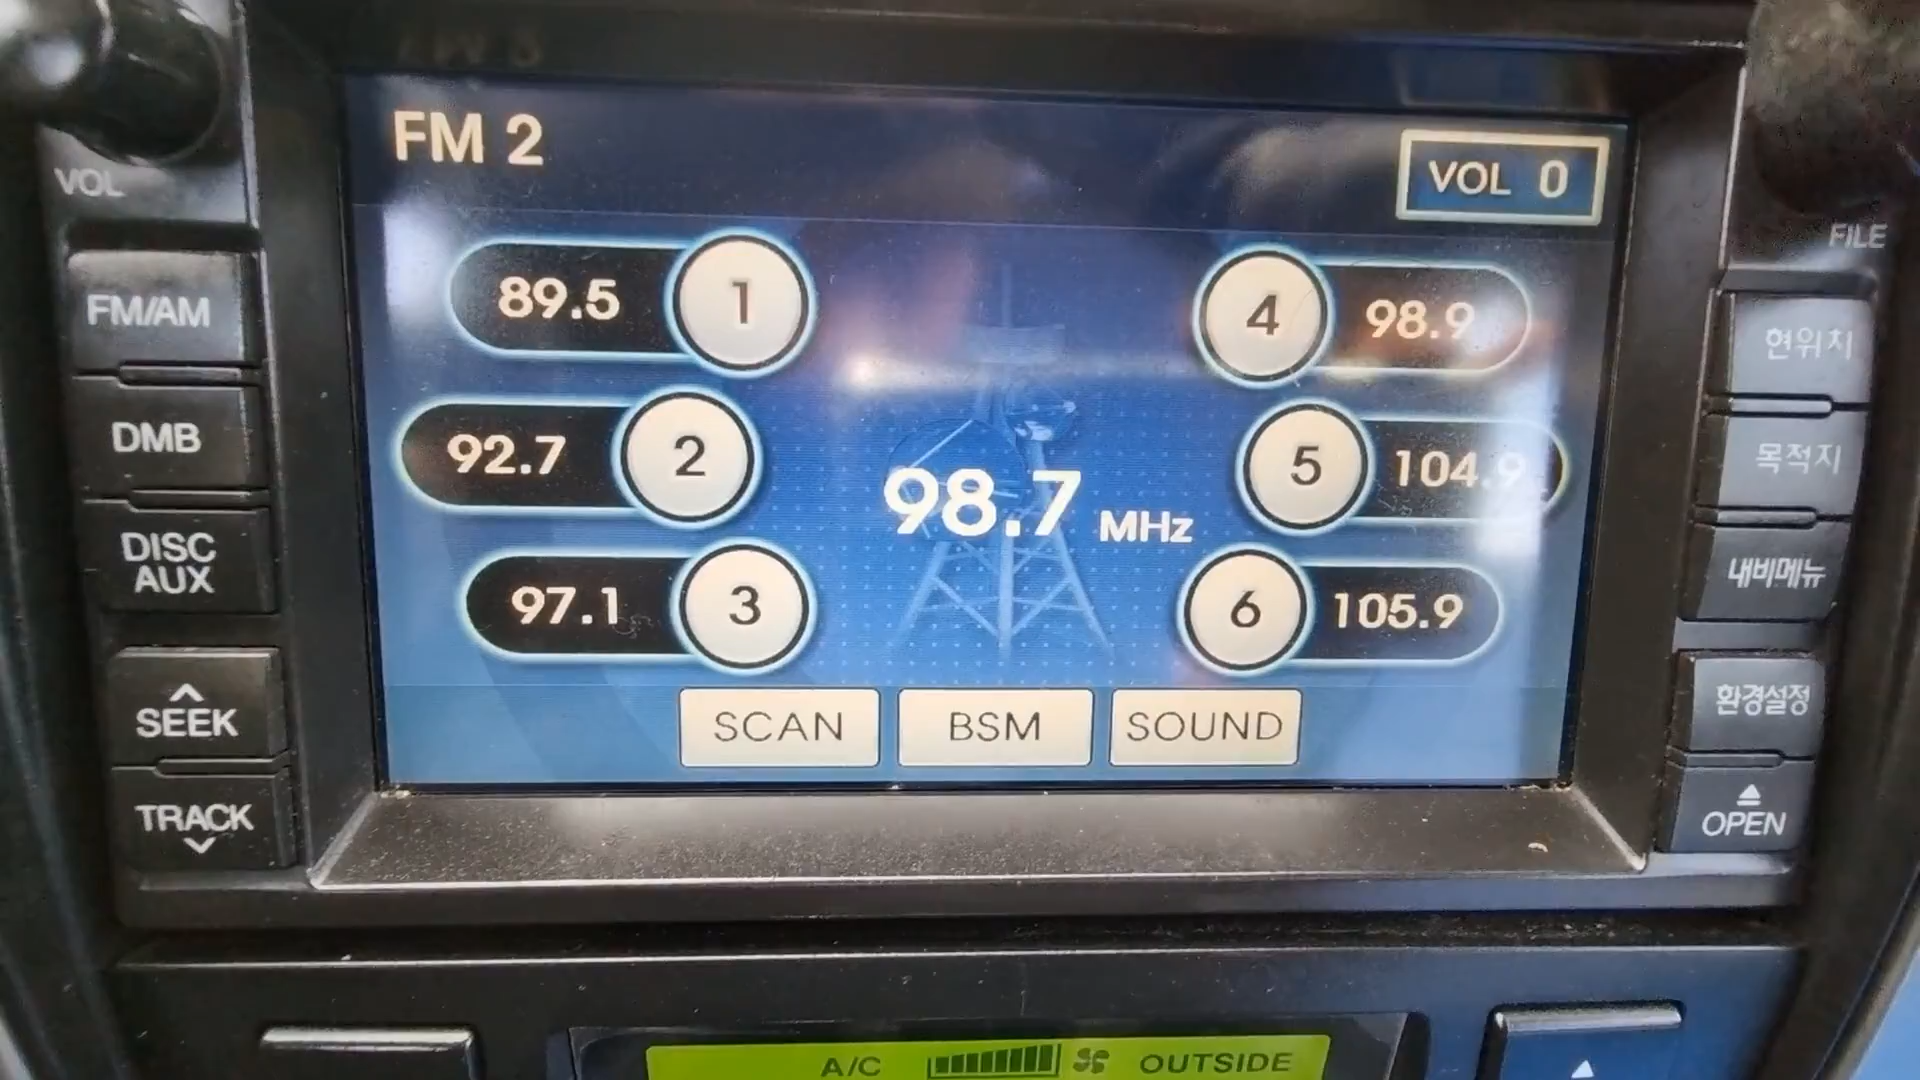 FM 2
VOL 0
VOL
FILE
FM/AM
DMB
DISC
AUX
SEEK
TRACK
89.5 1
92.7 2
97.1 3
98.7 MHz
4 98.9
5 104.9
6 105.9
SCAN BSM SOUND
현위치
목적지
내비메뉴
환경설정
OPEN
A/C OUTSIDE